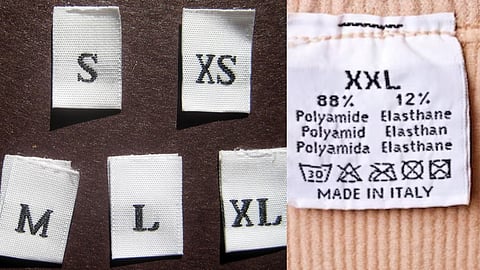 S
XS
M
L
XL
XXL
88% 12%
Polyamide Elasthane
Polyamid Elasthan
Polyamida Elasthane
30
MADE IN ITALY